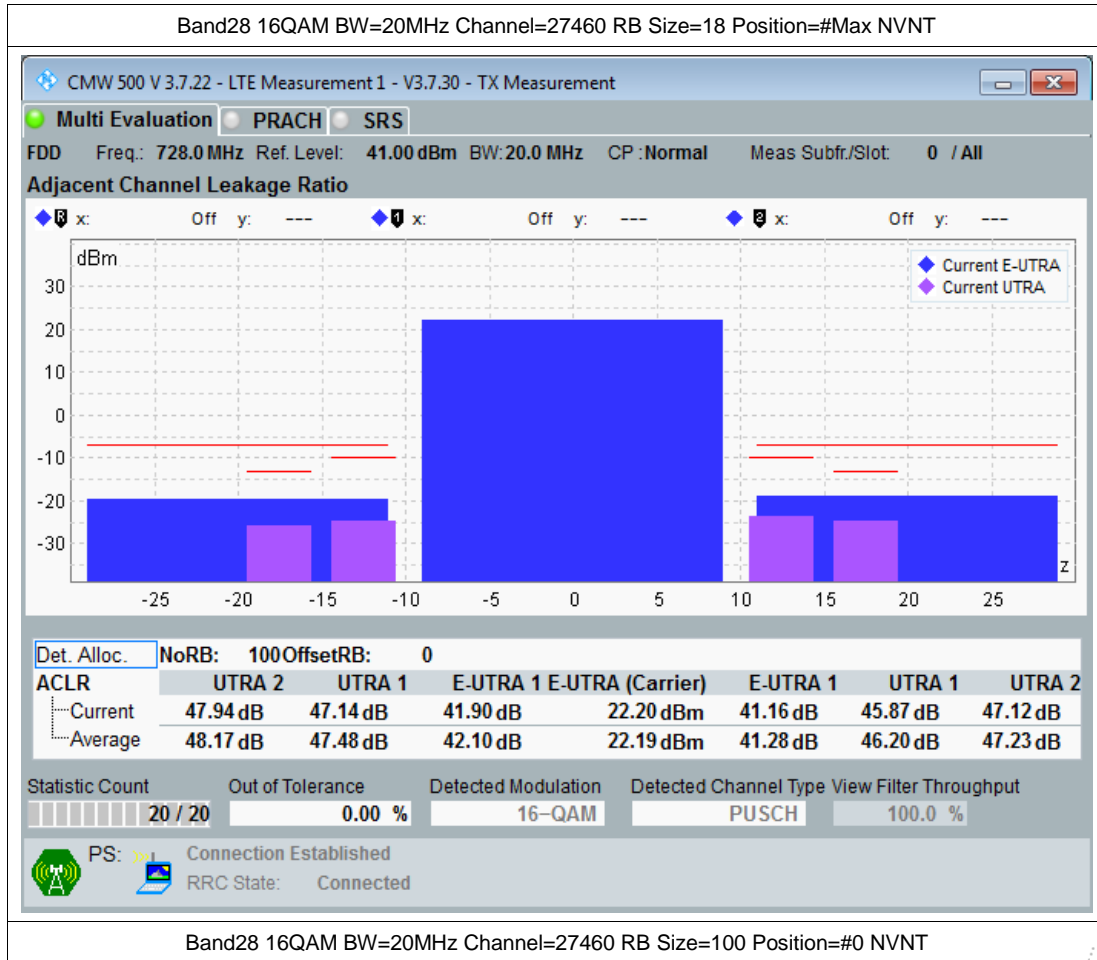 Band28 16QAM BW=20MHz Channel=27460 RB Size=18 Position=#Max NVNT
CMW 500 V 3.7.22 - LTE Measurement 1 - V3.7.30 - TX Measurement
Multi Evaluation PRACH SRS
FDD Freq.: 728.0 MHz Ref. Level: 41.00 dBm BW: 20.0 MHz CP : Normal Meas Subfr./Slot: 0 / All
Adjacent Channel Leakage Ratio
R x: Off y: --- 1 x: Off y: --- 2 x: Off y: ---
dBm
Current E-UTRA
Current UTRA
30
20
10
0
-10
-20
-30
z
-25 -20 -15 -10 -5 0 5 10 15 20 25
Det. Alloc. NoRB: 100 OffsetRB: 0
ACLR UTRA 2 UTRA 1 E-UTRA 1 E-UTRA (Carrier) E-UTRA 1 UTRA 1 UTRA 2
Current 47.94 dB 47.14 dB 41.90 dB 22.20 dBm 41.16 dB 45.87 dB 47.12 dB
Average 48.17 dB 47.48 dB 42.10 dB 22.19 dBm 41.28 dB 46.20 dB 47.23 dB
Statistic Count Out of Tolerance Detected Modulation Detected Channel Type View Filter Throughput
20 / 20 0.00 % 16-QAM PUSCH 100.0 %
PS: Connection Established
RRC State: Connected
Band28 16QAM BW=20MHz Channel=27460 RB Size=100 Position=#0 NVNT